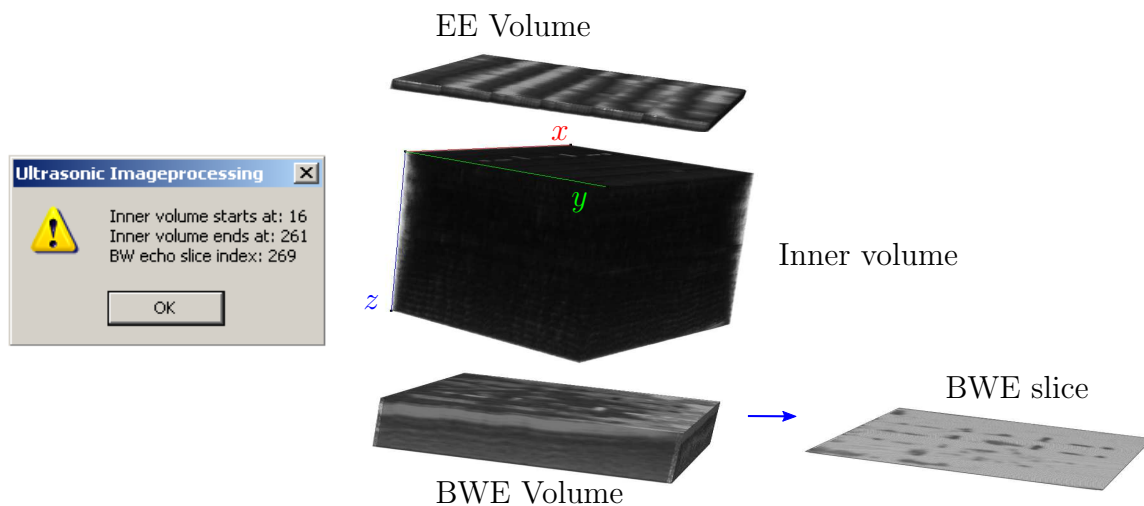 EE Volume
x
Ultrasonic Imageprocessing
y
Inner volume starts at: 16
Inner volume ends at: 261
BW echo slice index: 269
Inner volume
OK
z
BWE slice
BWE Volume